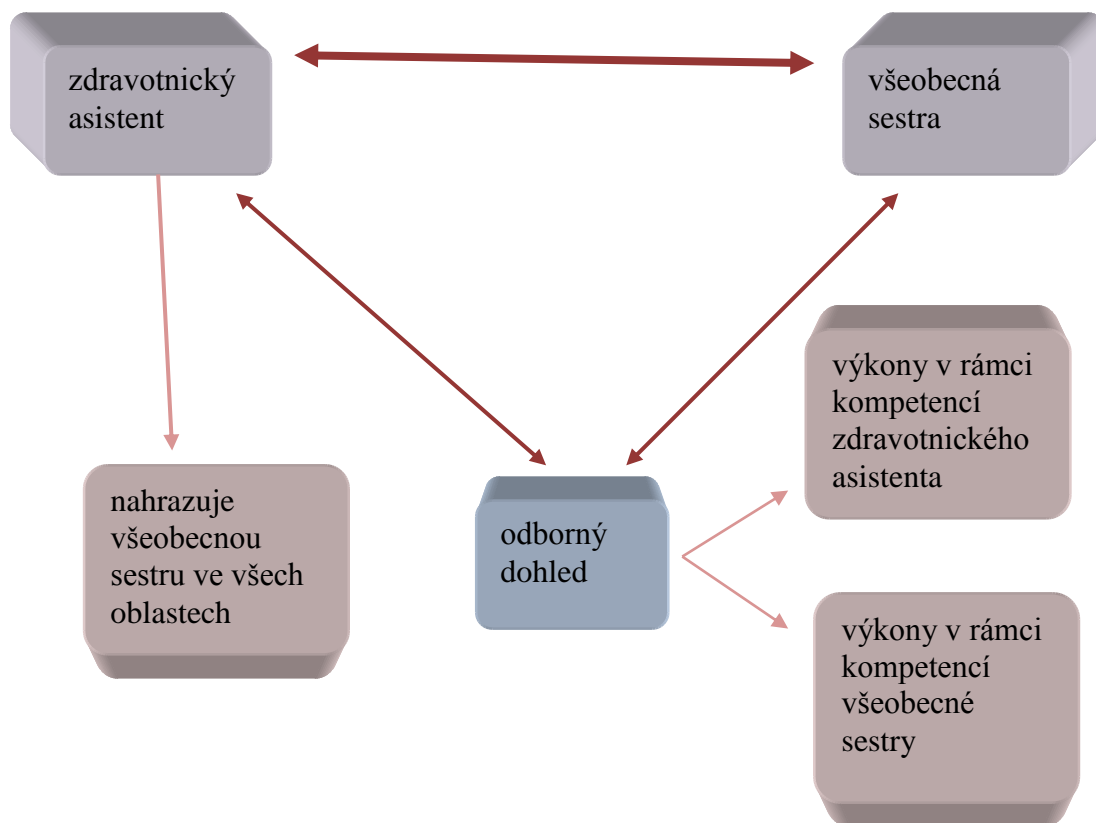 zdravotnický
asistent
všeobecná
sestra
výkony v rámci
kompetencí
zdravotnického
asistenta
nahrazuje
všeobecnou
sestru ve všech
oblastech
odborný
dohled
výkony v rámci
kompetencí
všeobecné
sestry